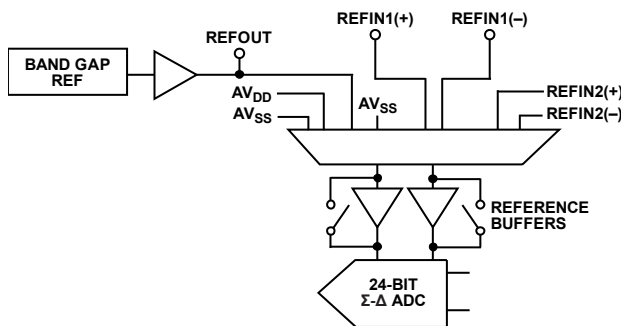 REFIN1(+)
REFIN1(–)
REFOUT
BAND GAP
REF
AVDD
AVSS
AVSS
REFIN2(+)
REFIN2(–)
REFERENCE
BUFFERS
24-BIT
Σ-Δ ADC